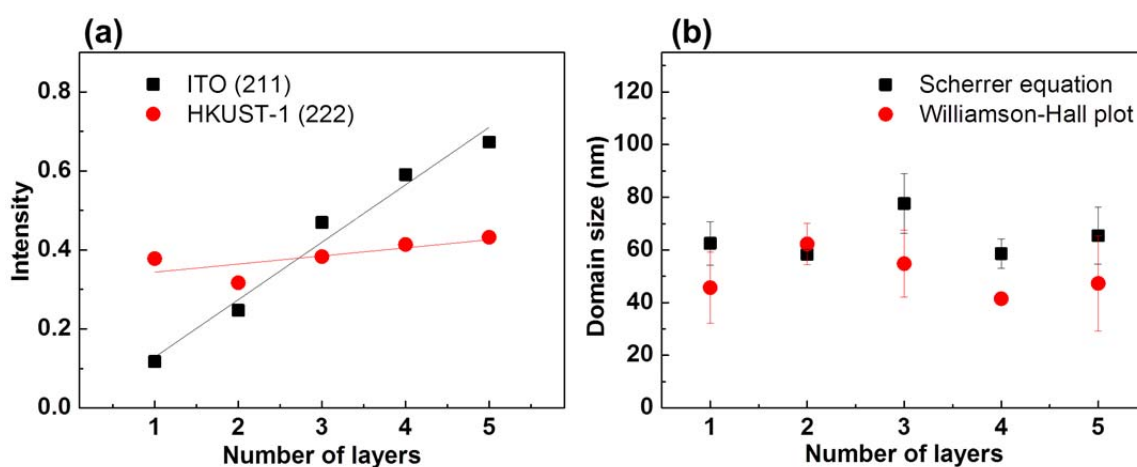 (a)
Intensity
0.8
0.6
0.4
0.2
0.0
ITO (211)
HKUST-1 (222)
1 2 3 4 5
Number of layers
(b)
Domain size (nm)
120
100
80
60
40
20
0
Scherrer equation
Williamson-Hall plot
1 2 3 4 5
Number of layers